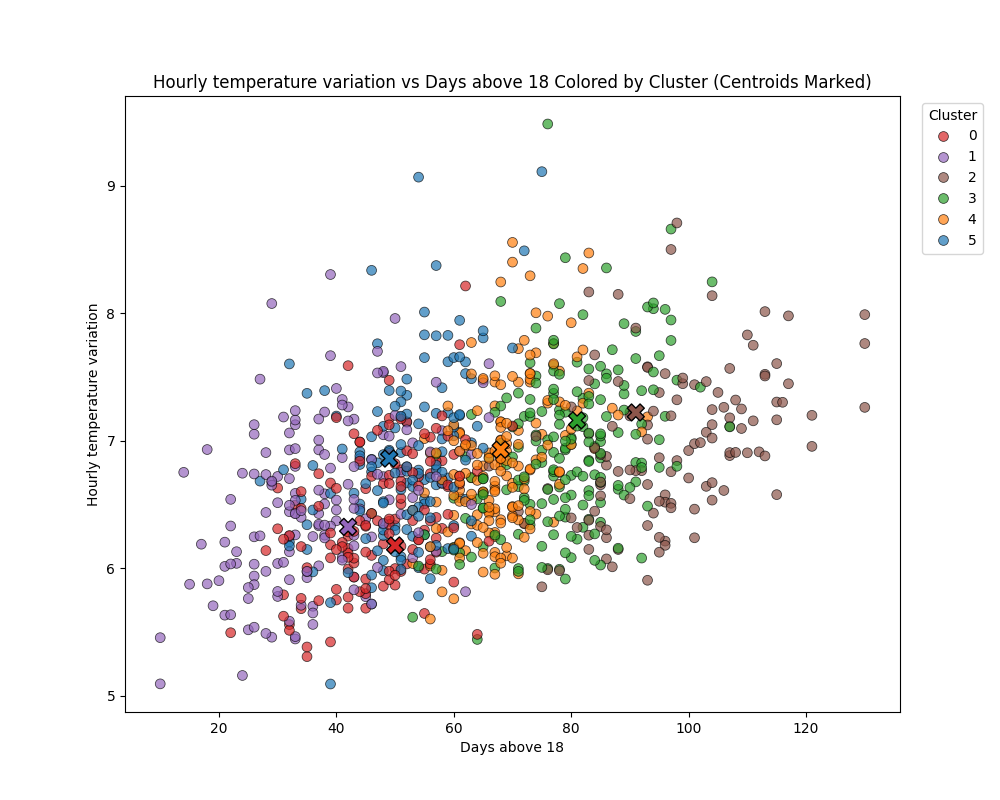 Hourly temperature variation vs Days above 18 Colored by Cluster (Centroids Marked)
Cluster
0
1
2
3
4
5
9
8
7
6
5
Hourly temperature variation
20 40 60 80 100 120
Days above 18